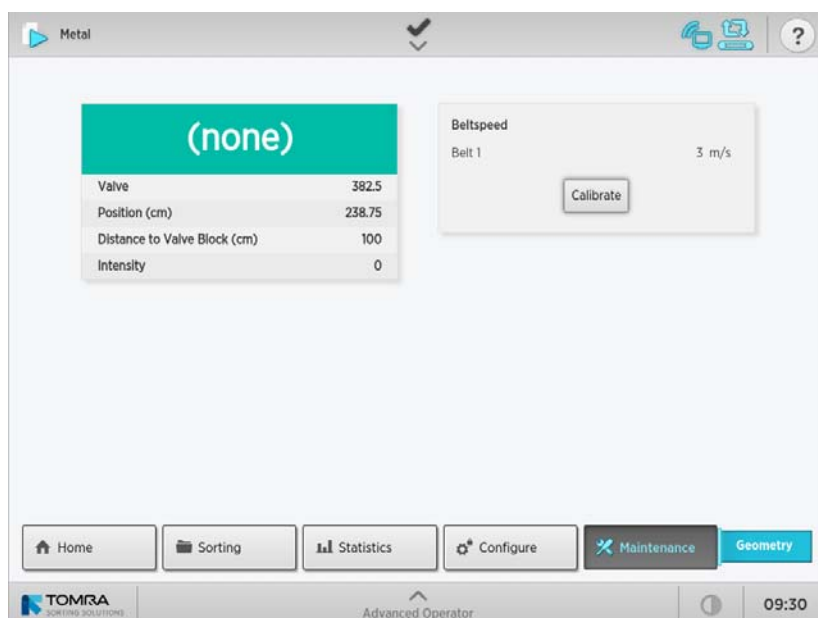 Metal
?
(none)
Valve 382.5
Position (cm) 238.75
Distance to Valve Block (cm) 100
Intensity 0
Beltspeed
Belt 1 3 m/s
Calibrate
Home
Sorting
Statistics
Configure
Maintenance
Geometry
TOMRA
SORTING SOLUTIONS
Advanced Operator
09:30